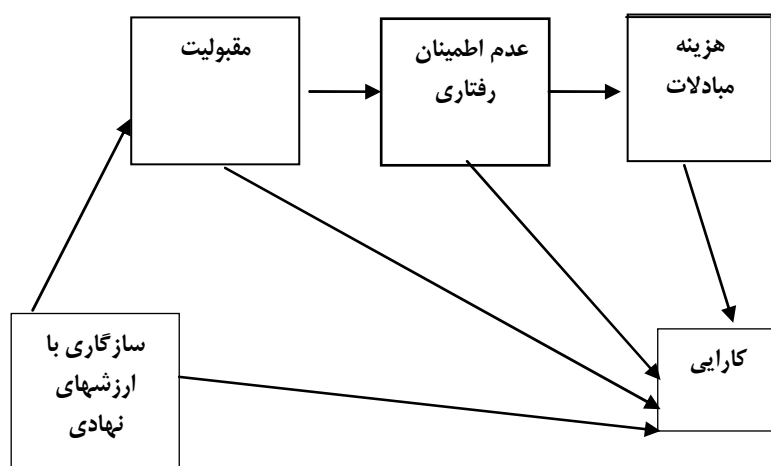 مقبولیت
عدم اطمینان
رفتاری
هزینه
مبادلات
سازگاری با
ارزشهای
نهادی
کارایی